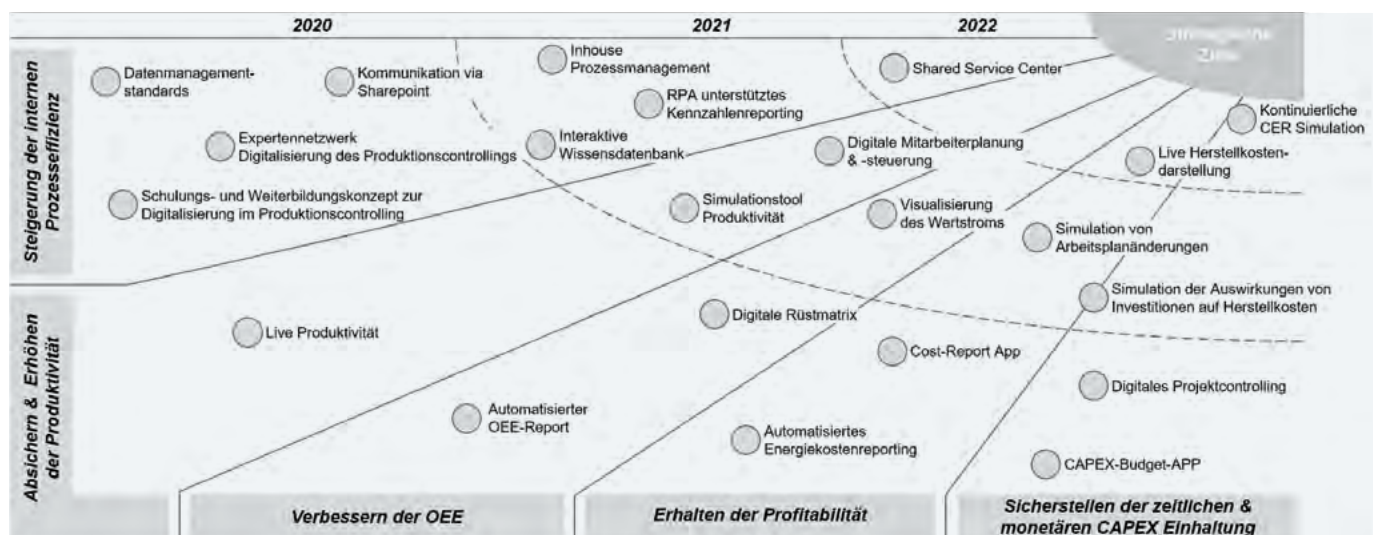 2020
2021
2022
Strategische
Ziele
Steigerung der internen
Prozesseffizienz
Datenmanagement-
standards
Kommunikation via
Sharepoint
Inhouse
Prozessmanagement
Shared Service Center
RPA unterstütztes
Kennzahlenreporting
Kontinuierliche
CER Simulation
Expertennetzwerk
Digitalisierung des Produktionscontrollings
Interaktive
Wissensdatenbank
Digitale Mitarbeiterplanung
& -steuerung
Live Herstellkosten-
darstellung
Schulungs- und Weiterbildungskonzept zur
Digitalisierung im Produktionscontrolling
Simulationstool
Produktivität
Visualisierung
des Wertstroms
Simulation von
Arbeitsplanänderungen
Absichern & Erhöhen
der Produktivität
Live Produktivität
Digitale Rüstmatrix
Simulation der Auswirkungen von
Investitionen auf Herstellkosten
Cost-Report App
Digitales Projektcontrolling
Automatisierter
OEE-Report
Automatisiertes
Energiekostenreporting
CAPEX-Budget-APP
Verbessern der OEE
Erhalten der Profitabilität
Sicherstellen der zeitlichen &
monetären CAPEX Einhaltung